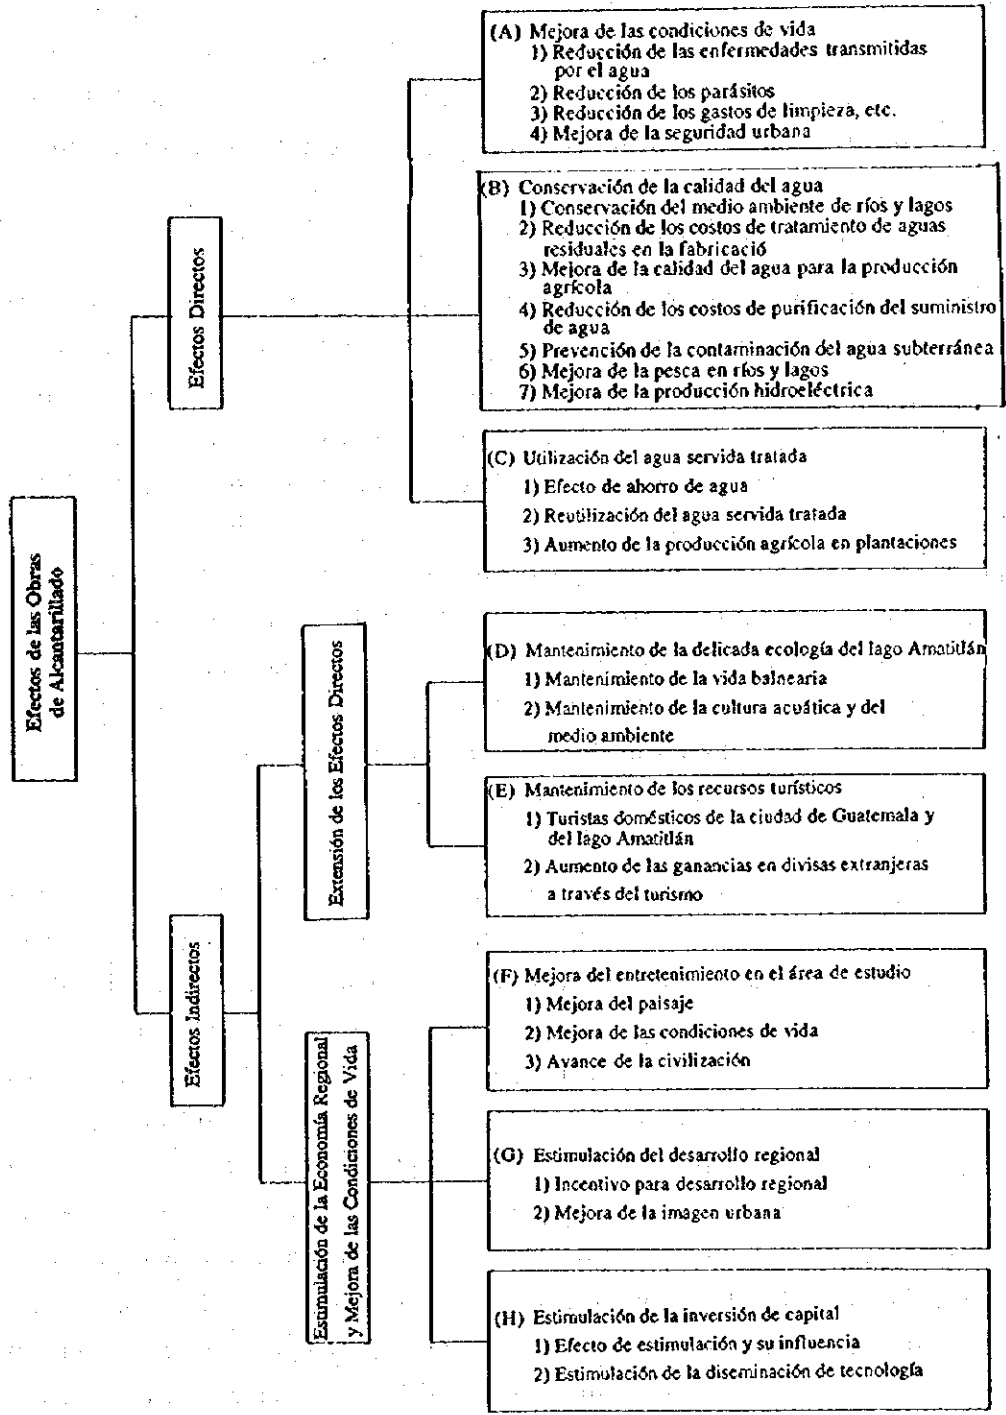 Efectos de las Obras
de Alcantarillado
Efectos Directos
(A) Mejora de las condiciones de vida
1) Reducción de las enfermedades transmitidas
por el agua
2) Reducción de los parásitos
3) Reducción de los gastos de limpieza, etc.
4) Mejora de la seguridad urbana
(B) Conservación de la calidad del agua
1) Conservación del medio ambiente de ríos y lagos
2) Reducción de los costos de tratamiento de aguas
residuales en la fabricació
3) Mejora de la calidad del agua para la producción
agrícola
4) Reducción de los costos de purificación del suministro
de agua
5) Prevención de la contaminación del agua subterránea
6) Mejora de la pesca en ríos y lagos
7) Mejora de la producción hidroeléctrica
(C) Utilización del agua servida tratada
1) Efecto de ahorro de agua
2) Reutilización del agua servida tratada
3) Aumento de la producción agrícola en plantaciones
Efectos Indirectos
Extensión de los Efectos Directos
(D) Mantenimiento de la delicada ecología del lago Amatitlán
1) Mantenimiento de la vida balnearia
2) Mantenimiento de la cultura acuática y del
medio ambiente
(E) Mantenimiento de los recursos turísticos
1) Turistas domésticos de la ciudad de Guatemala y
del lago Amatitlán
2) Aumento de las ganancias en divisas extranjeras
a través del turismo
Estimulación de la Economía Regional
y Mejora de las Condiciones de Vida
(F) Mejora del entretenimiento en el área de estudio
1) Mejora del paisaje
2) Mejora de las condiciones de vida
3) Avance de la civilización
(G) Estimulación del desarrollo regional
1) Incentivo para desarrollo regional
2) Mejora de la imagen urbana
(H) Estimulación de la inversión de capital
1) Efecto de estimulación y su influencia
2) Estimulación de la diseminación de tecnología